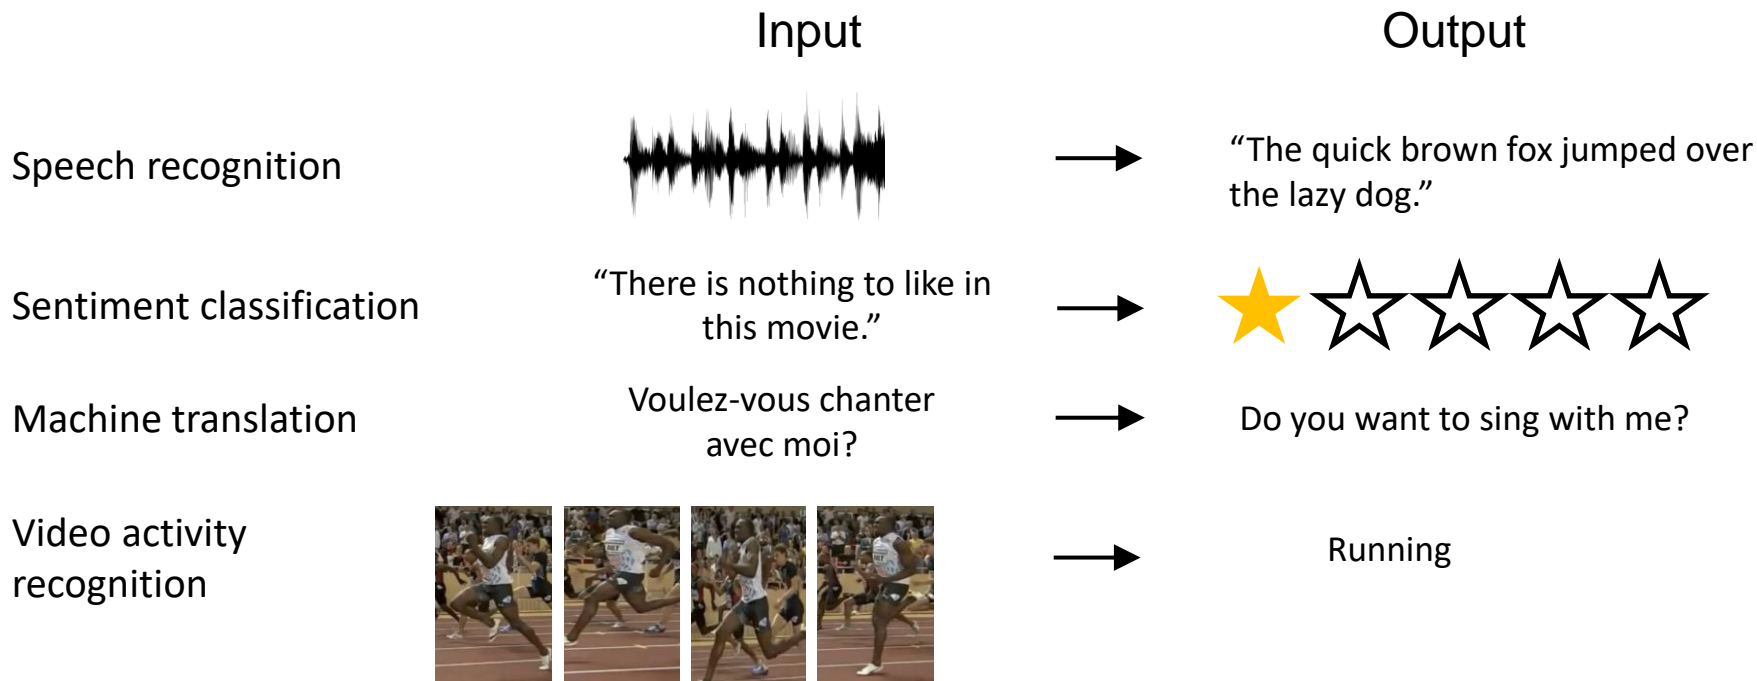 Input
Output
Speech recognition
“The quick brown fox jumped over
the lazy dog.”
Sentiment classification
“There is nothing to like in
this movie.”
Machine translation
Voulez-vous chanter
avec moi?
Do you want to sing with me?
Video activity
recognition
Running